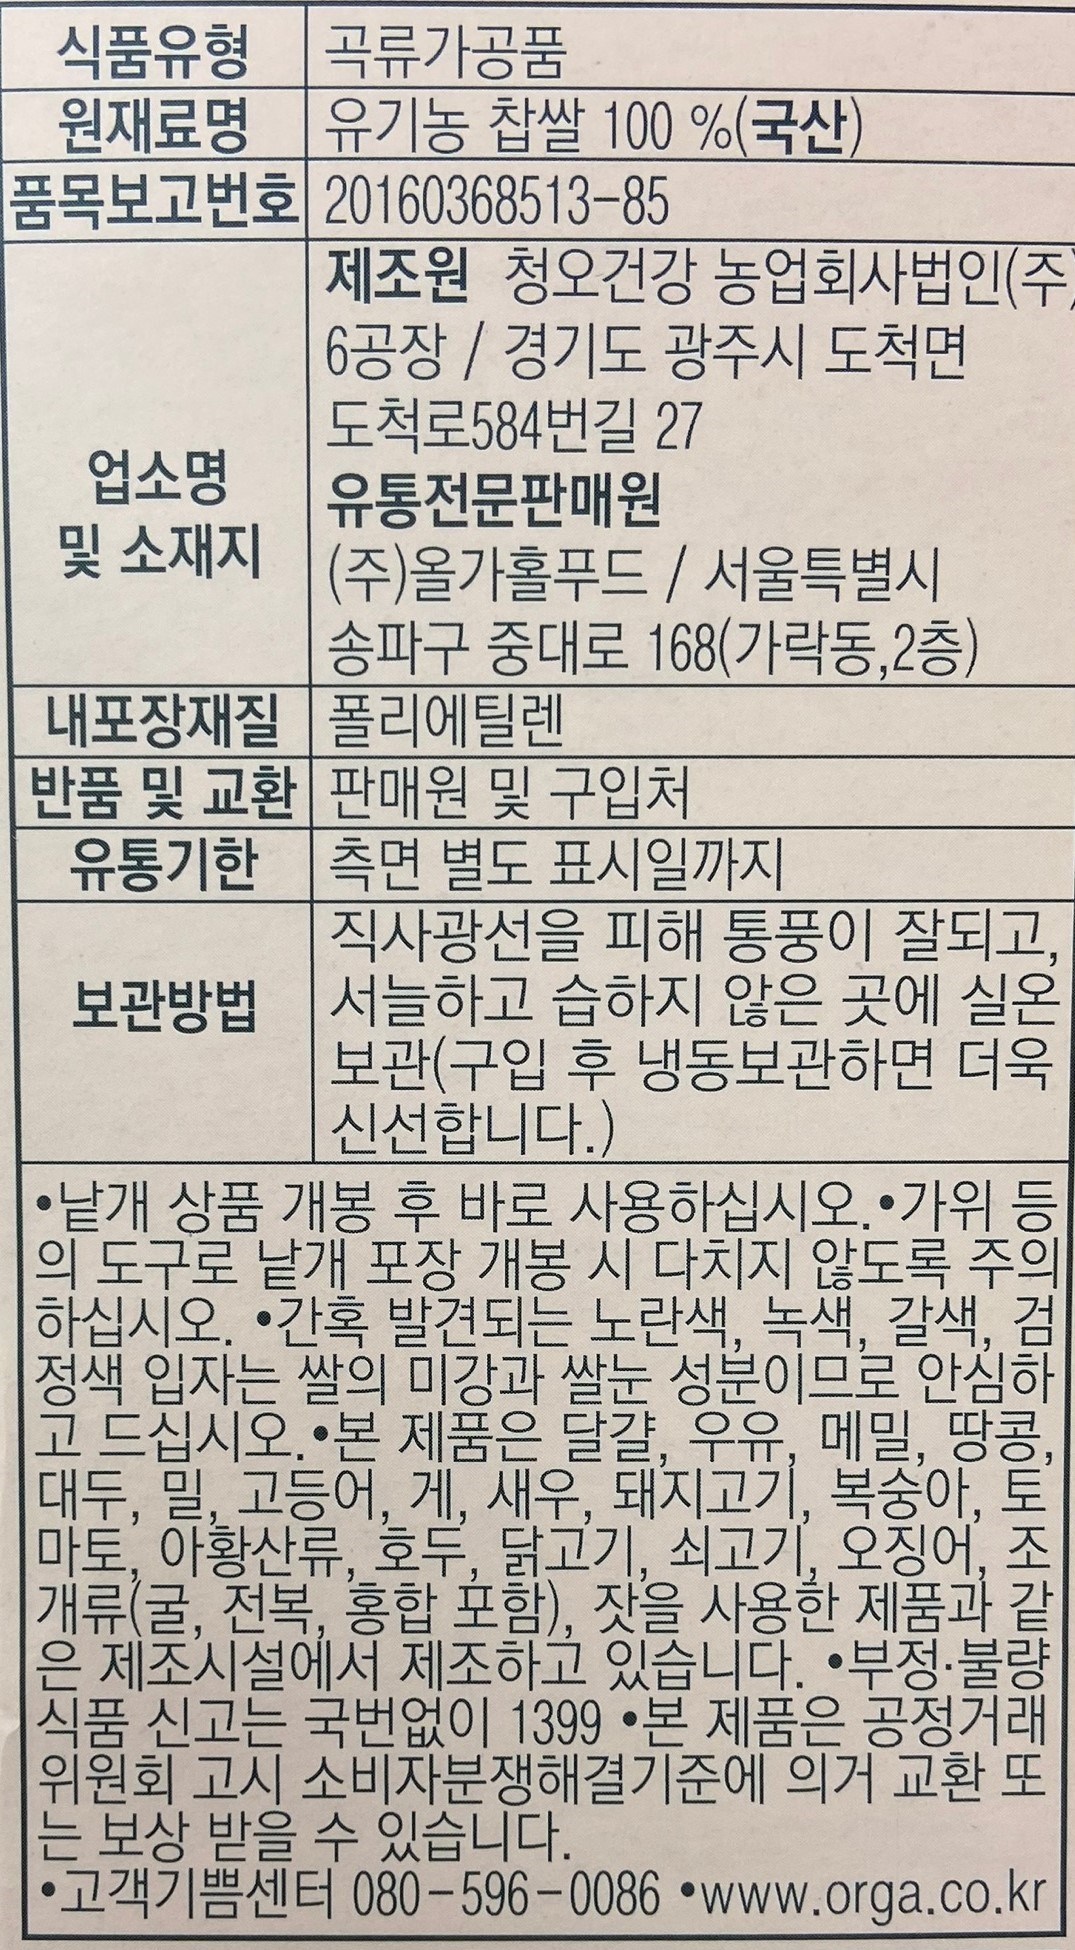 식품유형 곡류가공품
원재료명 유기농 찹쌀 100 %(국산)
품목보고번호 20160368513-85
업소명
및 소재지
제조원 청오건강 농업회사법인(주)
6공장 / 경기도 광주시 도척면
도척로584번길 27
유통전문판매원
(주)올가홀푸드 / 서울특별시
송파구 중대로 168(가락동,2층)
내포장재질 폴리에틸렌
반품 및 교환 판매원 및 구입처
유통기한 측면 별도 표시일까지
보관방법
직사광선을 피해 통풍이 잘되고,
서늘하고 습하지 않은 곳에 실온
보관(구입 후 냉동보관하면 더욱
신선합니다.)
•낱개 상품 개봉 후 바로 사용하십시오. •가위 등
의 도구로 낱개 포장 개봉 시 다치지 않도록 주의
하십시오. •간혹 발견되는 노란색, 녹색, 갈색, 검
정색 입자는 쌀의 미강과 쌀눈 성분이므로 안심하
고 드십시오. •본 제품은 달걀, 우유, 메밀, 땅콩,
대두, 밀, 고등어, 게, 새우, 돼지고기, 복숭아, 토
마토, 아황산류, 호두, 닭고기, 쇠고기, 오징어, 조
개류(굴, 전복, 홍합 포함), 잣을 사용한 제품과 같
은 제조시설에서 제조하고 있습니다. •부정·불량
식품 신고는 국번없이 1399 •본 제품은 공정거래
위원회 고시 소비자분쟁해결기준에 의거 교환 또
는 보상 받을 수 있습니다.
•고객기쁨센터 080-596-0086 •www.orga.co.kr